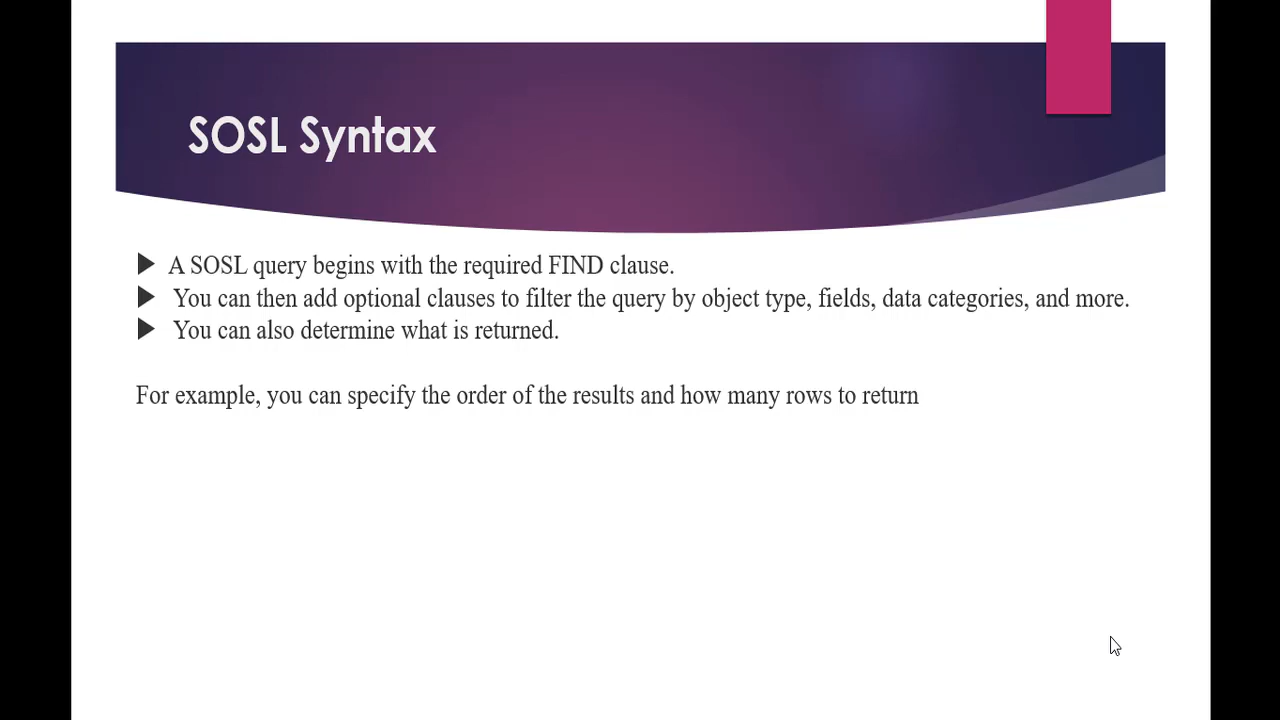 SOSL Syntax
A SOSL query begins with the required FIND clause.
You can then add optional clauses to filter the query by object type, fields, data categories, and more.
You can also determine what is returned.
For example, you can specify the order of the results and how many rows to return